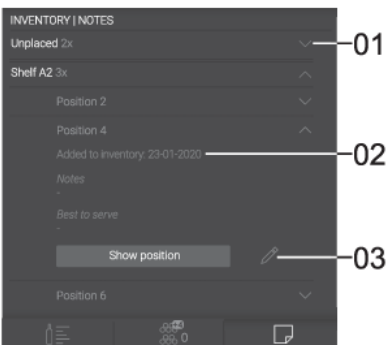 INVENTORY | NOTES
Unplaced 2x
01
Shelf A2 3x
Position 2
Position 4
Added to inventory: 23-01-2020
02
Notes
-
Best to serve
-
Show position
03
Position 6
0